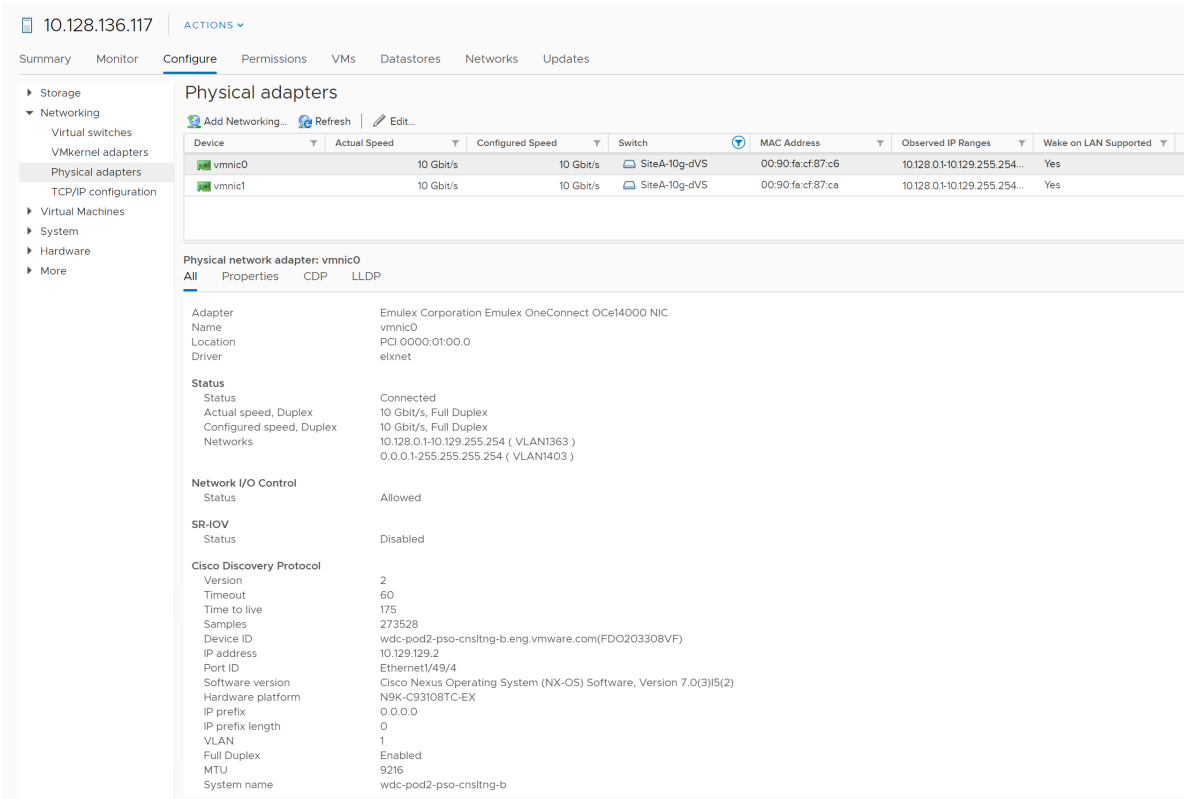 10.128.136.117 ACTIONS
Summary Monitor Configure Permissions VMs Datastores Networks Updates
Storage
Networking
Virtual switches
VMkernel adapters
Physical adapters
TCP/IP configuration
Virtual Machines
System
Hardware
More
Physical adapters
Add Networking... Refresh Edit...
Device Actual Speed Configured Speed Switch MAC Address Observed IP Ranges Wake on LAN Supported
vmnic0 10 Gbit/s 10 Gbit/s SiteA-10g-dVS 00:90:fa:cf:87:c6 10.128.0.1-10.129.255.254... Yes
vmnic1 10 Gbit/s 10 Gbit/s SiteA-10g-dVS 00:90:fa:cf:87:ca 10.128.0.1-10.129.255.254... Yes
Physical network adapter: vmnic0
All Properties CDP LLDP
Adapter Emulex Corporation Emulex OneConnect OCe14000 NIC
Name vmnic0
Location PCI 0000:01:00.0
Driver elxnet
Status
Status Connected
Actual speed, Duplex 10 Gbit/s, Full Duplex
Configured speed, Duplex 10 Gbit/s, Full Duplex
Networks 10.128.0.1-10.129.255.254 ( VLAN1363 )
0.0.0.1-255.255.255.254 ( VLAN1403 )
Network I/O Control
Status Allowed
SR-IOV
Status Disabled
Cisco Discovery Protocol
Version 2
Timeout 60
Time to live 175
Samples 273528
Device ID wdc-pod2-pso-cnsltng-b.eng.vmware.com(FDO203308VF)
IP address 10.129.129.2
Port ID Ethernet1/49/4
Software version Cisco Nexus Operating System (NX-OS) Software, Version 7.0(3)I5(2)
Hardware platform N9K-C93108TC-EX
IP prefix 0.0.0.0
IP prefix length 0
VLAN 1
Full Duplex Enabled
MTU 9216
System name wdc-pod2-pso-cnsltng-b